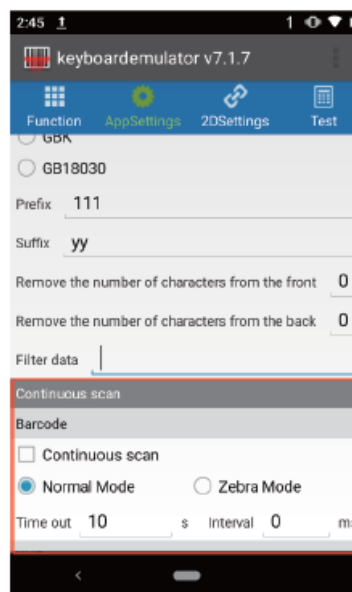 2:45 1
keyboardemulator v7.1.7
Function AppSettings 2DSettings Test
GBK
GB18030
Prefix 111
Suffix yy
Remove the number of characters from the front 0
Remove the number of characters from the back 0
Filter data
Continuous scan
Barcode
Continuous scan
Normal Mode Zebra Mode
Time out 10 s Interval 0 ms